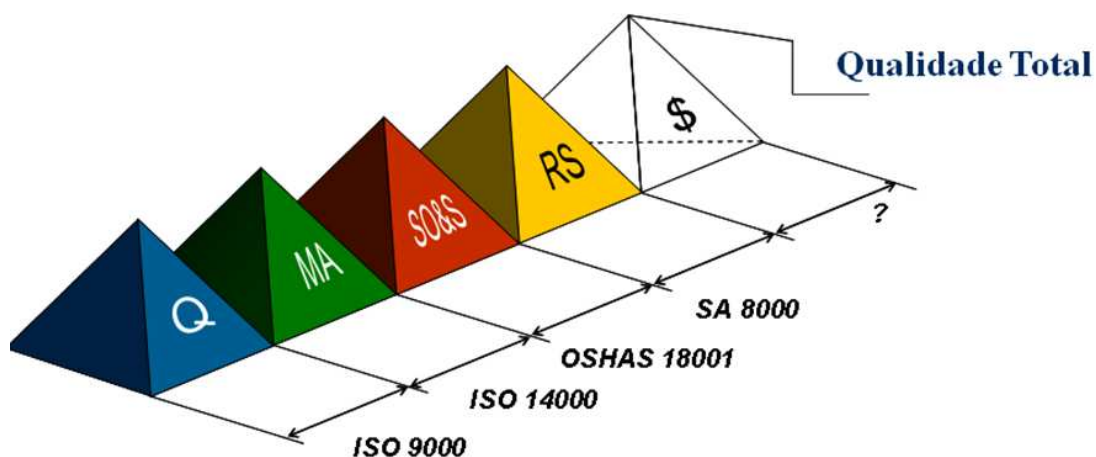 Qualidade Total
$
RS
SO&S
MA
Q
?
SA 8000
OSHAS 18001
ISO 14000
ISO 9000